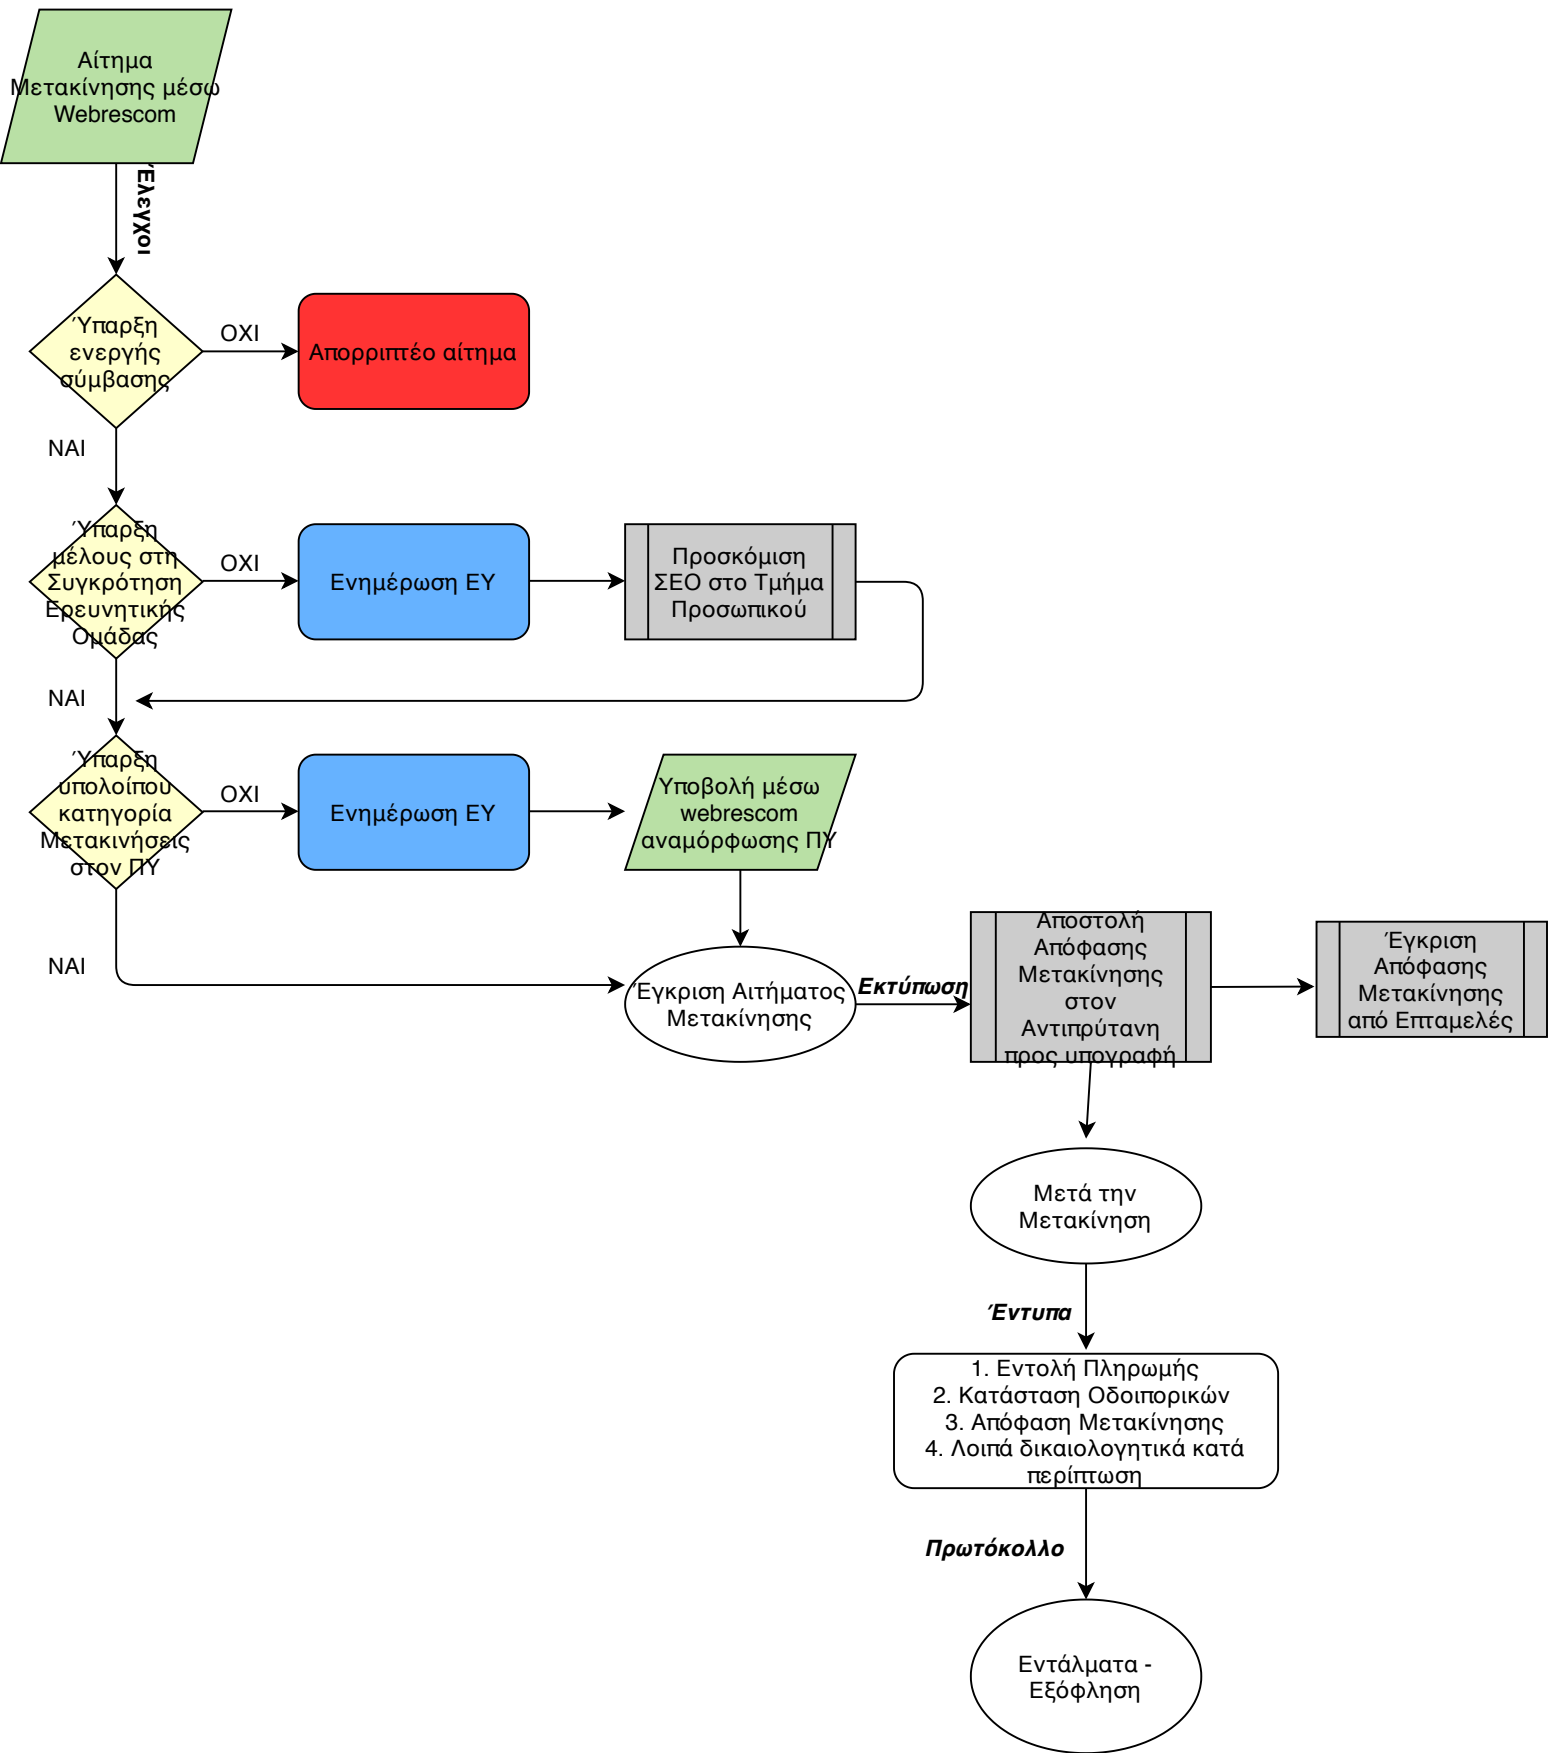 Αίτημα
Μετακίνησης μέσω
Webrescom
Έλεγχοι
Ύπαρξη
ενεργής
σύμβασης
ΟΧΙ
Απορριπτέο αίτημα
ΝΑΙ
Ύπαρξη
μέλους στη
Συγκρότηση
Ερευνητικής
Ομάδας
ΟΧΙ
Ενημέρωση ΕΥ
Προσκόμιση
ΣΕΟ στο Τμήμα
Προσωπικού
ΝΑΙ
Ύπαρξη
υπολοίπου
κατηγορία
Μετακινήσεις
στον ΠΥ
ΟΧΙ
Ενημέρωση ΕΥ
Υποβολή μέσω
webrescom
αναμόρφωσης ΠΥ
ΝΑΙ
Έγκριση Αιτήματος
Μετακίνησης
Εκτύπωση
Αποστολή
Απόφασης
Μετακίνησης
στον
Αντιπρύτανη
προς υπογραφή
Έγκριση
Απόφασης
Μετακίνησης
από Επταμελές
Μετά την
Μετακίνηση
Έντυπα
1. Εντολή Πληρωμής
2. Κατάσταση Οδοιπορικών
3. Απόφαση Μετακίνησης
4. Λοιπά δικαιολογητικά κατά
περίπτωση
Πρωτόκολλο
Εντάλματα -
Εξόφληση